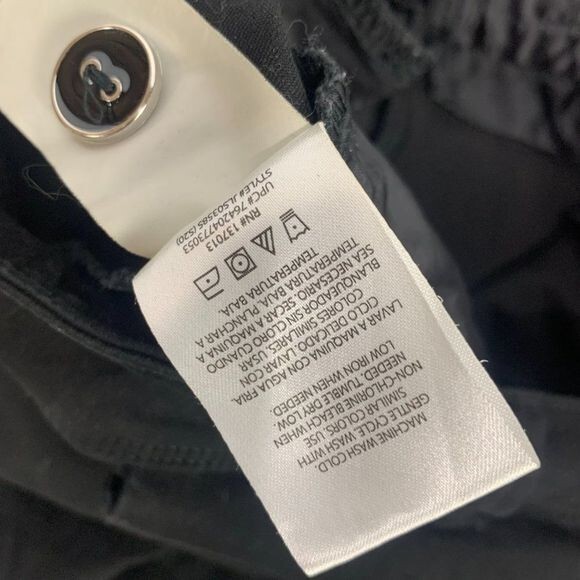 MACHINE WASH COLD.
GENTLE CYCLE. WASH WITH
SIMILAR COLORS. USE
NON-CHLORINE BLEACH WHEN
NEEDED. TUMBLE DRY LOW.
LOW IRON WHEN NEEDED.
LAVAR A MAQUINA CON AGUA FRIA.
CICLO DELICADO. LAVAR CON
COLORES SIMILARES. USAR
BLANQUEADORO SIN CLORO CUANDO
SEA NECESARIO. SECAR A MAQUINA A
TEMPERATURA BAJA. PLANCHAR A
TEMPERATURA BAJA.
RN# 137013
UPC# 764204773053
STYLE# JLS03585 (S20)